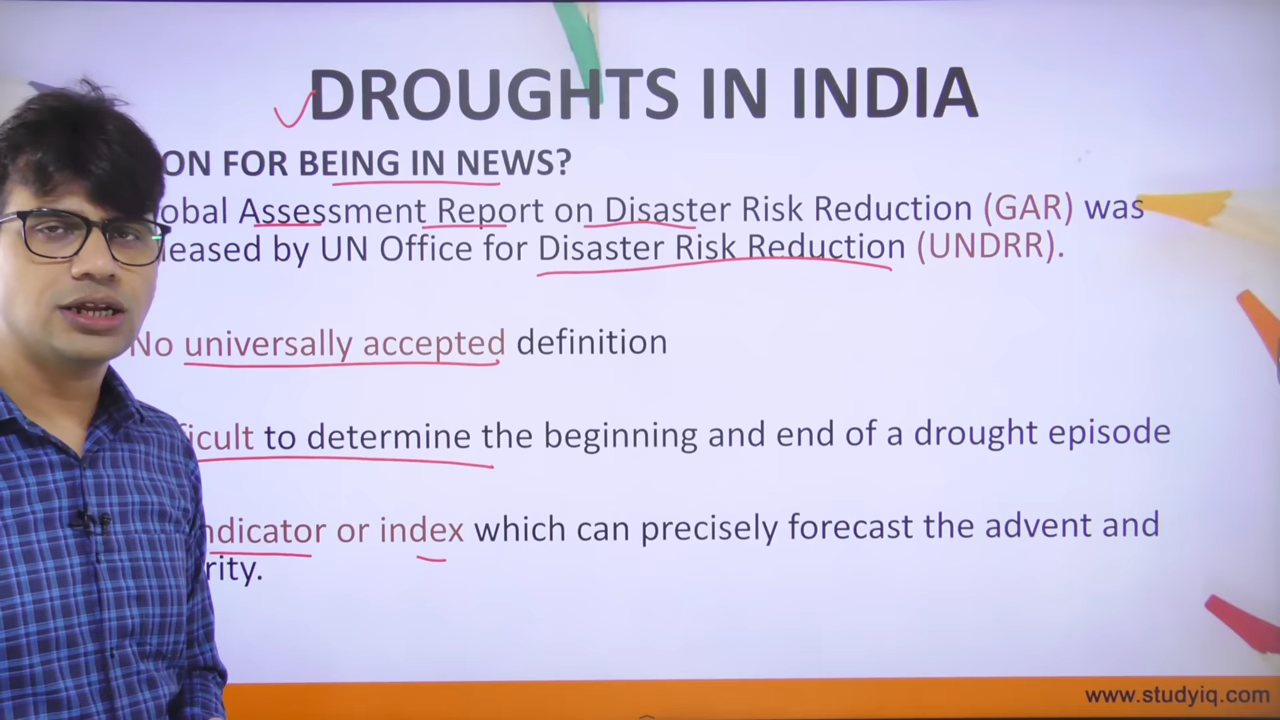 DROUGHTS IN INDIA
ON FOR BEING IN NEWS?
obal Assessment Report on Disaster Risk Reduction (GAR) was
leased by UN Office for Disaster Risk Reduction (UNDRR).
No universally accepted definition
icult to determine the beginning and end of a drought episode
ndicator or index which can precisely forecast the advent and
rity.
www.studyiq.com